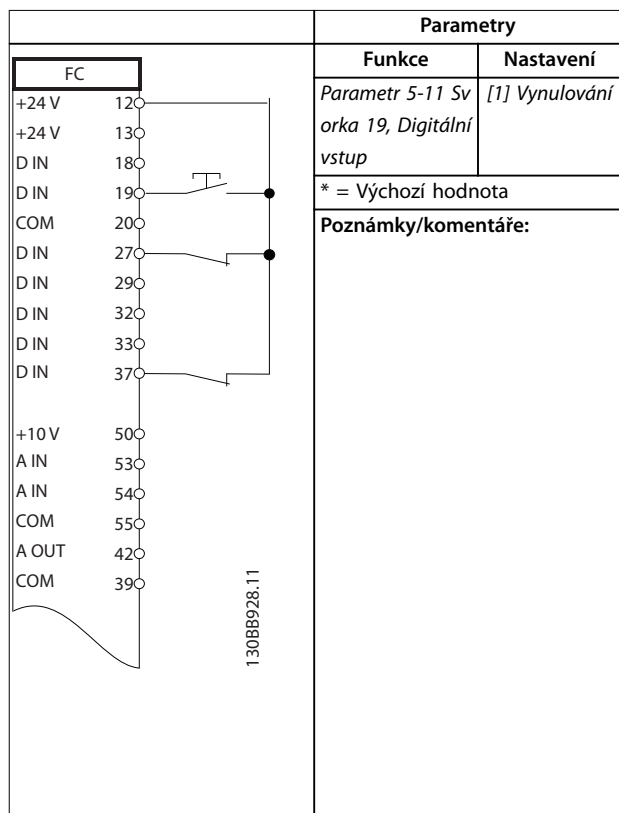 Parametry
Funkce Nastavení
Parametr 5-11 Sv
orka 19, Digitální
vstup
[1] Vynulování
* = Výchozí hodnota
Poznámky/komentáře:
FC
+24 V 12
+24 V 13
D IN 18
D IN 19
COM 20
D IN 27
D IN 29
D IN 32
D IN 33
D IN 37
+10 V 50
A IN 53
A IN 54
COM 55
A OUT 42
COM 39
130BB928.11